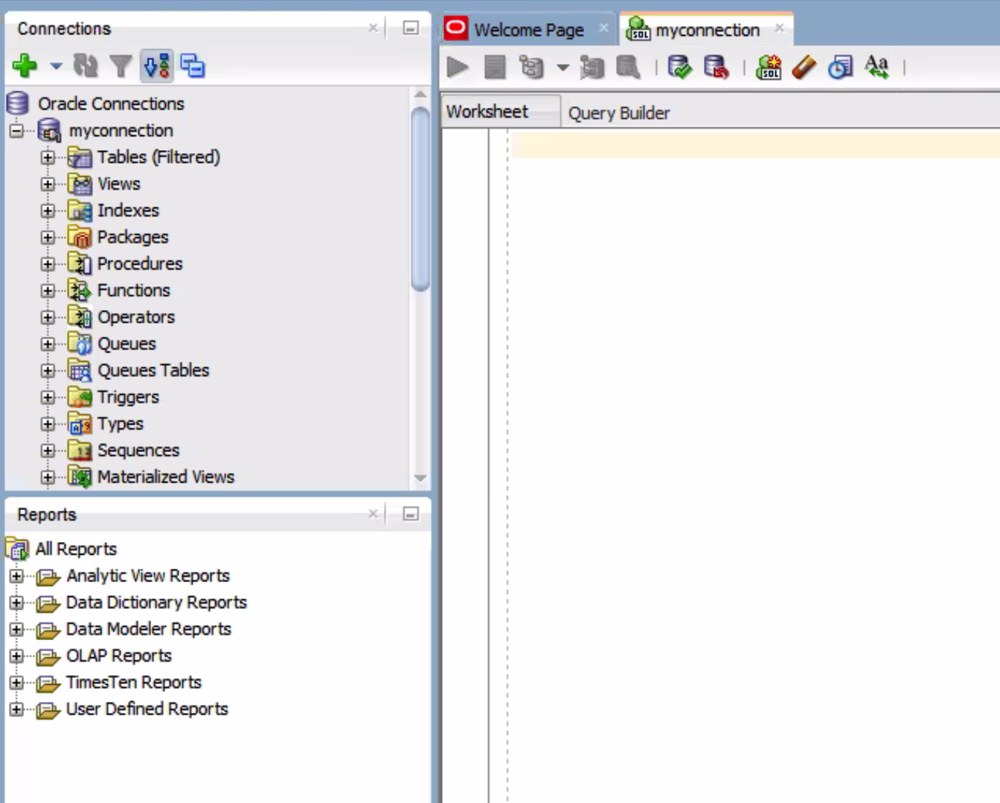 Connections
Oracle Connections
myconnection
Tables (Filtered)
Views
Indexes
Packages
Procedures
Functions
Operators
Queues
Queues Tables
Triggers
Types
Sequences
Materialized Views
Reports
All Reports
Analytic View Reports
Data Dictionary Reports
Data Modeler Reports
OLAP Reports
TimesTen Reports
User Defined Reports
Welcome Page
SQL myconnection
SQL Aa
Worksheet Query Builder